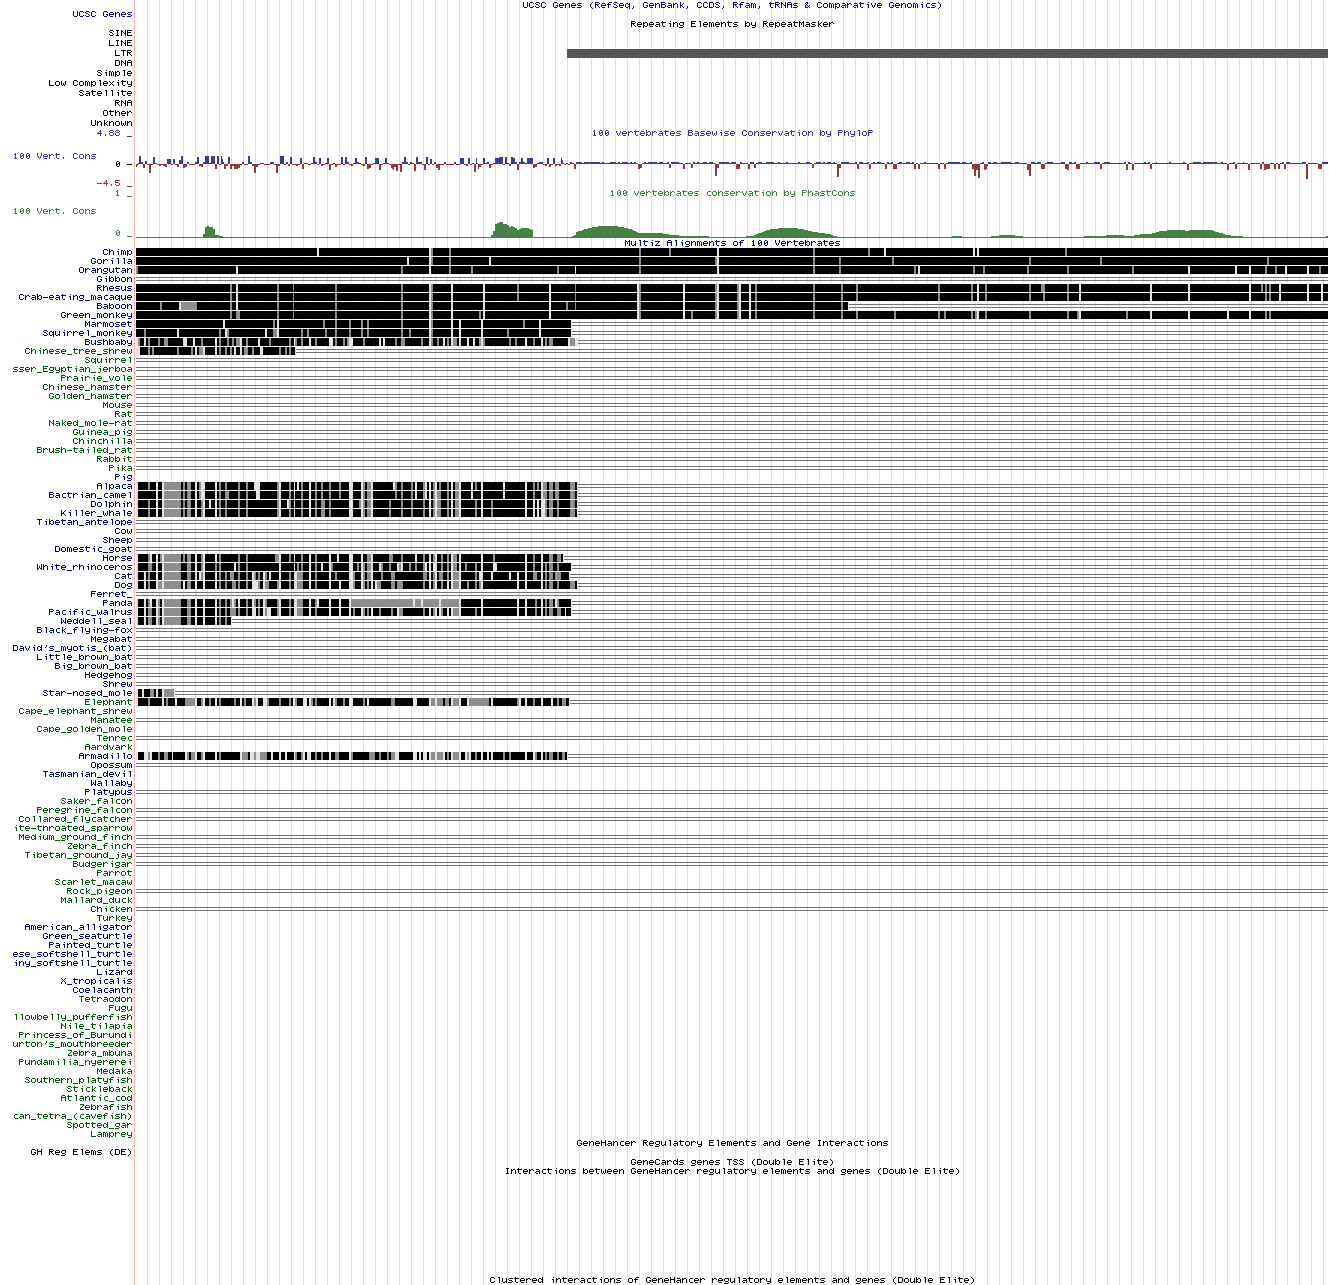 UCSC Genes (RefSeq, GenBank, CCDS, Rfam, tRNAs & Comparative Genomics)
UCSC Genes
Repeating Elements by RepeatMasker
SINE
LINE
LTR
DNA
Simple
Low Complexity
Satellite
RNA
Other
Unknown
4.88 _
100 vertebrates Basewise Conservation by PhyloP
100 Vert. Cons
0 _
-4.5 _
1 _
100 vertebrates conservation by PhastCons
100 Vert. Cons
0 _
Multiz Alignments of 100 Vertebrates
Chimp
Gorilla
Orangutan
Gibbon
Rhesus
Crab-eating_macaque
Baboon
Green_monkey
Marmoset
Squirrel_monkey
Bushbaby
Chinese_tree_shrew
Squirrel
sser_Egyptian_jerboa
Prairie_vole
Chinese_hamster
Golden_hamster
Mouse
Rat
Naked_mole-rat
Guinea_pig
Chinchilla
Brush-tailed_rat
Rabbit
Pika
Pig
Alpaca
Bactrian_camel
Dolphin
Killer_whale
Tibetan_antelope
Cow
Sheep
Domestic_goat
Horse
White_rhinoceros
Cat
Dog
Ferret_
Panda
Pacific_walrus
Weddell_seal
Black_flying-fox
Megabat
David's_myotis_(bat)
Little_brown_bat
Big_brown_bat
Hedgehog
Shrew
Star-nosed_mole
Elephant
Cape_elephant_shrew
Manatee
Cape_golden_mole
Tenrec
Aardvark
Armadillo
Opossum
Tasmanian_devil
Wallaby
Platypus
Saker_falcon
Peregrine_falcon
Collared_flycatcher
ite-throated_sparrow
Medium_ground_finch
Zebra_finch
Tibetan_ground_jay
Budgerigar
Parrot
Scarlet_macaw
Rock_pigeon
Mallard_duck
Chicken
Turkey
American_alligator
Green_seaturtle
Painted_turtle
ese_softshell_turtle
iny_softshell_turtle
Lizard
X_tropicalis
Coelacanth
Tetraodon
Fugu
llowbelly_pufferfish
Nile_tilapia
Princess_of_Burundi
urton's_mouthbreeder
Zebra_mbuna
Pundamilia_nyererei
Medaka
Southern_platyfish
Stickleback
Atlantic_cod
Zebrafish
can_tetra_(cavefish)
Spotted_gar
Lamprey
GeneHancer Regulatory Elements and Gene Interactions
GH Reg Elems (DE)
GeneCards genes TSS (Double Elite)
Interactions between GeneHancer regulatory elements and genes (Double Elite)
Clustered interactions of GeneHancer regulatory elements and genes (Double Elite)